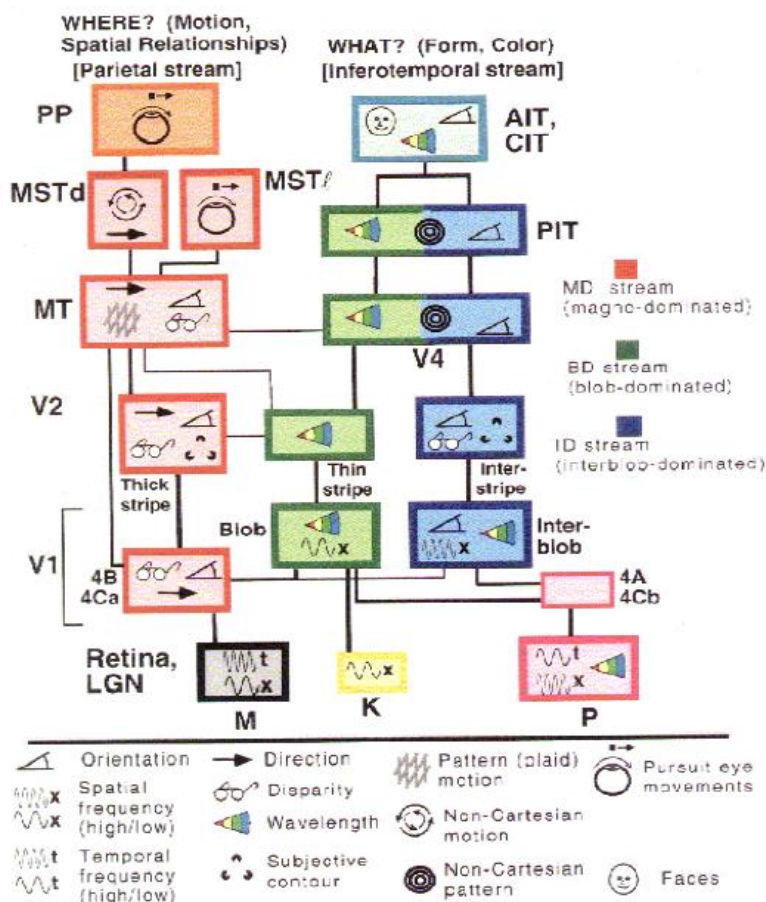 WHERE? (Motion,
Spatial Relationships)
[Parietal stream]
WHAT? (Form, Color)
[Inferotemporal stream]
PP
AIT,
CIT
MSTd
MSTℓ
PIT
MT
V4
MD stream
(magno-dominated)
BD stream
(blob-dominated)
ID stream
(interblob-dominated)
V2
Thick
stripe
Thin
stripe
Inter-
stripe
V1
Blob
x
x
Inter-
blob
4B
4Ca
4A
4Cb
Retina,
LGN
t
x
M
x
K
t
x
P
Orientation
Direction
Pattern (plaid)
motion
Pursuit eye
movements
x
x
Spatial
frequency
(high/low)
Disparity
Wavelength
Non-Cartesian
motion
t
t
Temporal
frequency
(high/low)
Subjective
contour
Non-Cartesian
pattern
Faces